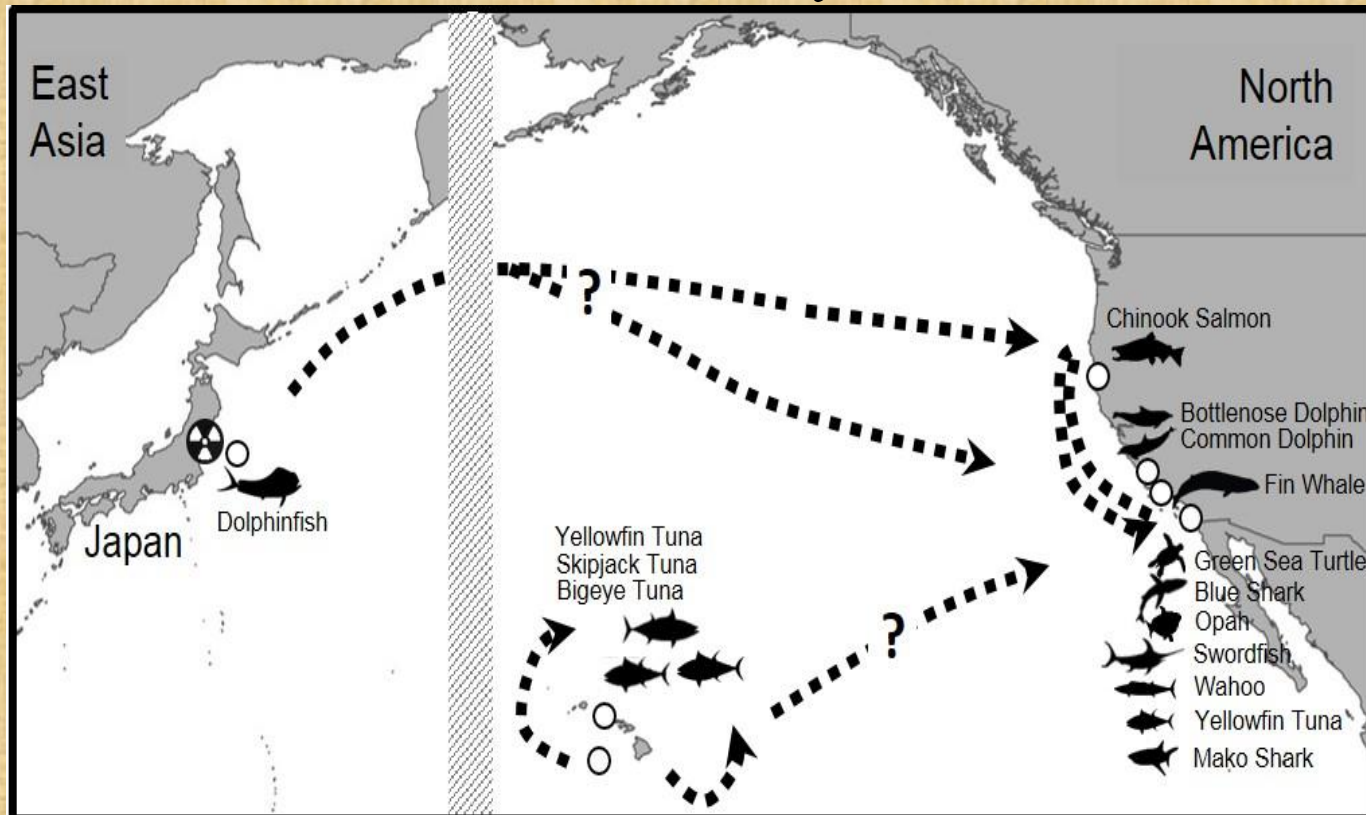 East
Asia
North
America
?
Chinook Salmon
Bottlenose Dolphin
Common Dolphin
Fin Whale
Dolphinfish
Japan
Yellowfin Tuna
Skipjack Tuna
Bigeye Tuna
?
Green Sea Turtle
Blue Shark
Opah
Swordfish
Wahoo
Yellowfin Tuna
Mako Shark